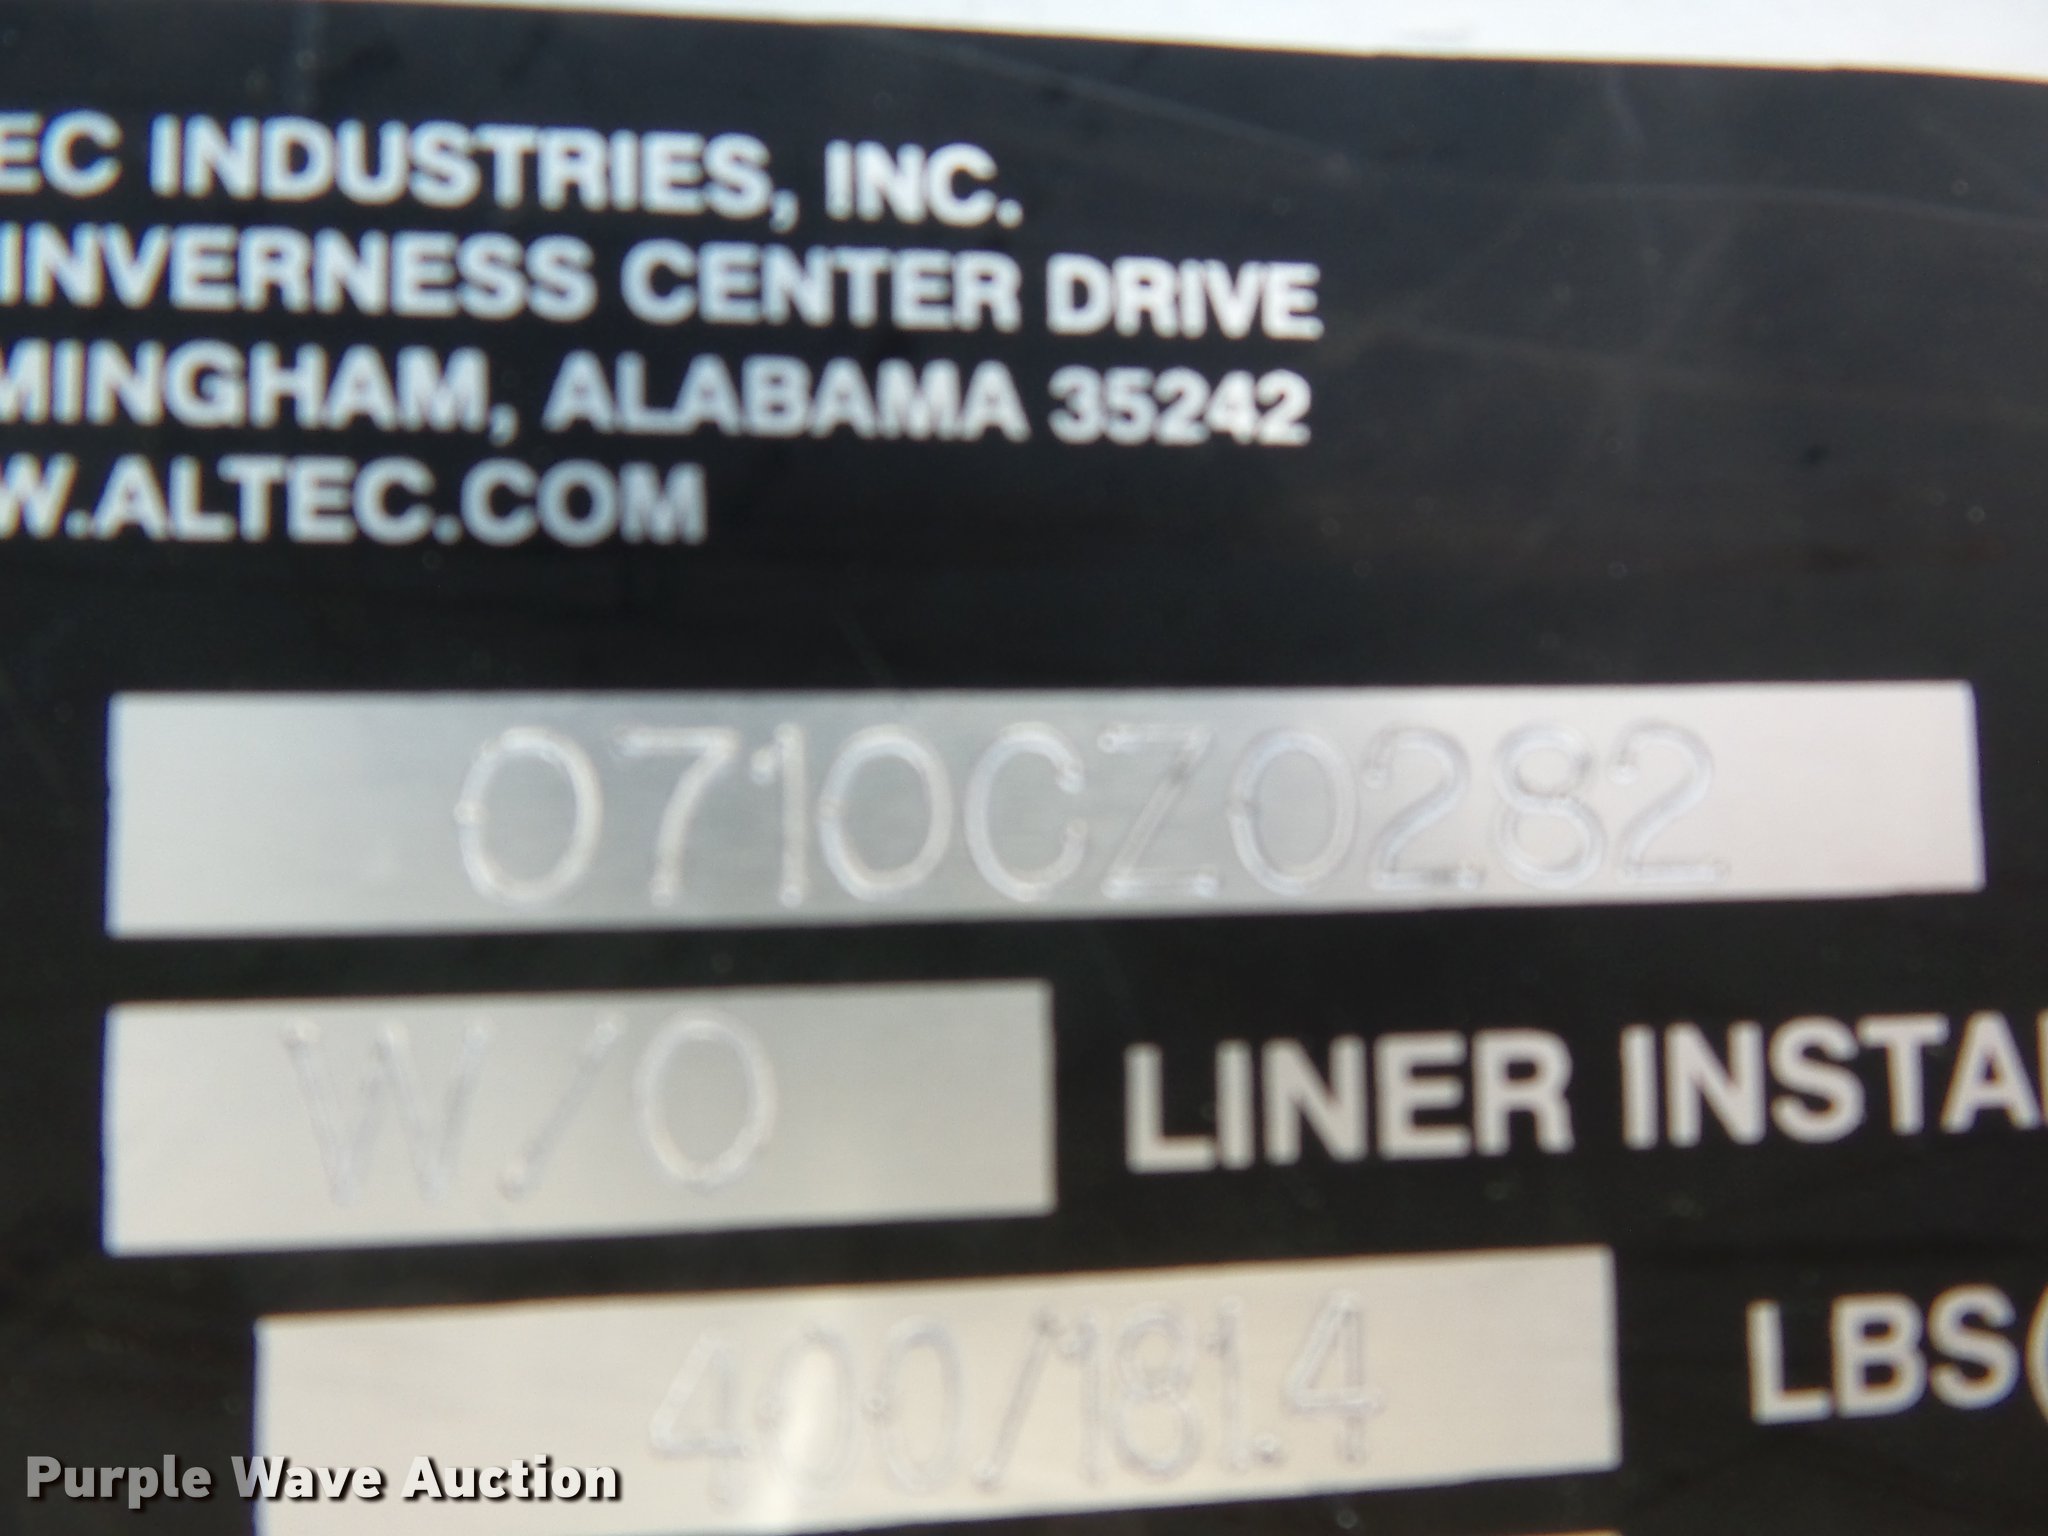 EC INDUSTRIES, INC.
INVERNESS CENTER DRIVE
MINGHAM, ALABAMA 35242
W.ALTEC.COM
0710CZ0282
W/O LINER INSTA
400/181.4 LBS(
Purple Wave Auction